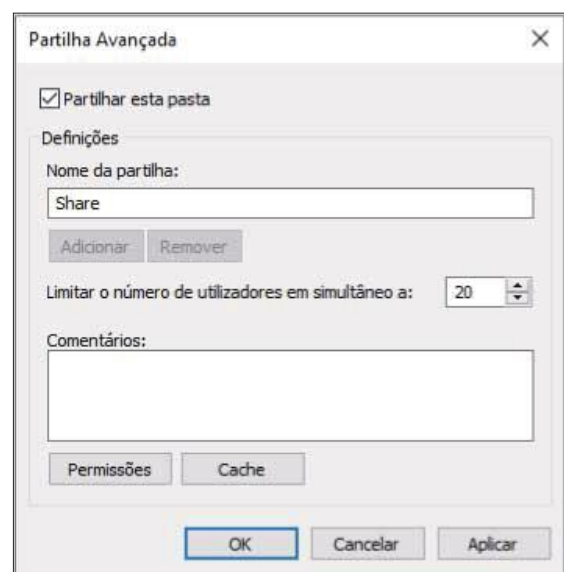 Partilha Avançada
Partilhar esta pasta
Definições
Nome da partilha:
Share
Adicionar Remover
Limitar o número de utilizadores em simultâneo a: 20
Comentários:
Permissões Cache
OK Cancelar Aplicar